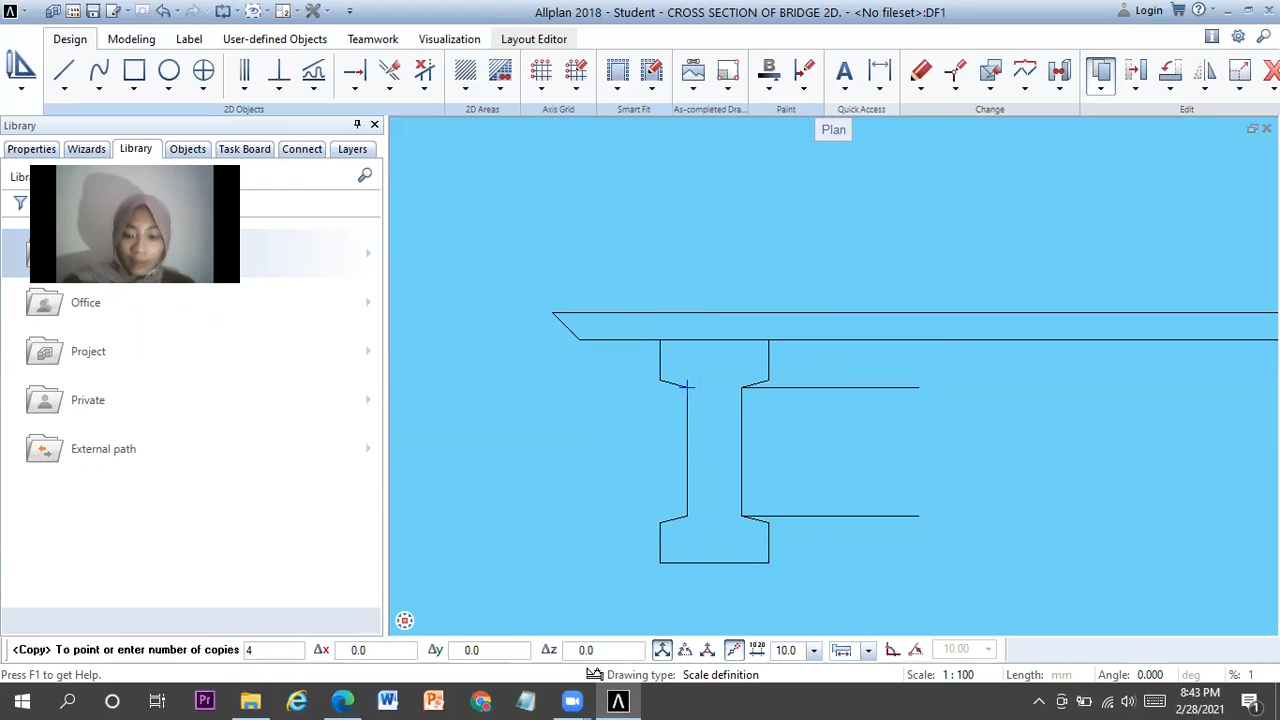 Allplan 2018 - Student - CROSS SECTION OF BRIDGE 2D. - <No fileset>:DF1
Login
Design Modeling Label User-defined Objects Teamwork Visualization Layout Editor
2D Objects 2D Areas Axis Grid Smart Fit As-completed Dra... Paint Quick Access Change Edit
Library
Properties Wizards Library Objects Task Board Connect Layers
Plan
Office
Project
Private
External path
<Copy> To point or enter number of copies 4 Δx 0.0 Δy 0.0 Δz 0.0 10.0 10.00
Press F1 to get Help. Drawing type: Scale definition Scale: 1 : 100 Length: mm Angle: 0.000 deg %: 1
8:43 PM
2/28/2021